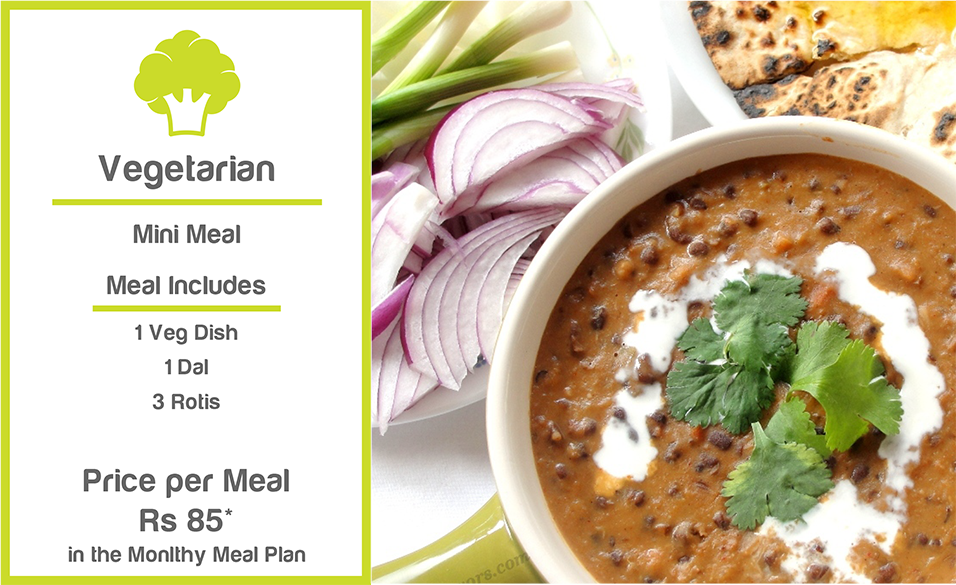 Vegetarian
Mini Meal
Meal Includes
1 Veg Dish
1 Dal
3 Rotis
Price per Meal
Rs 85*
in the Monlthy Meal Plan